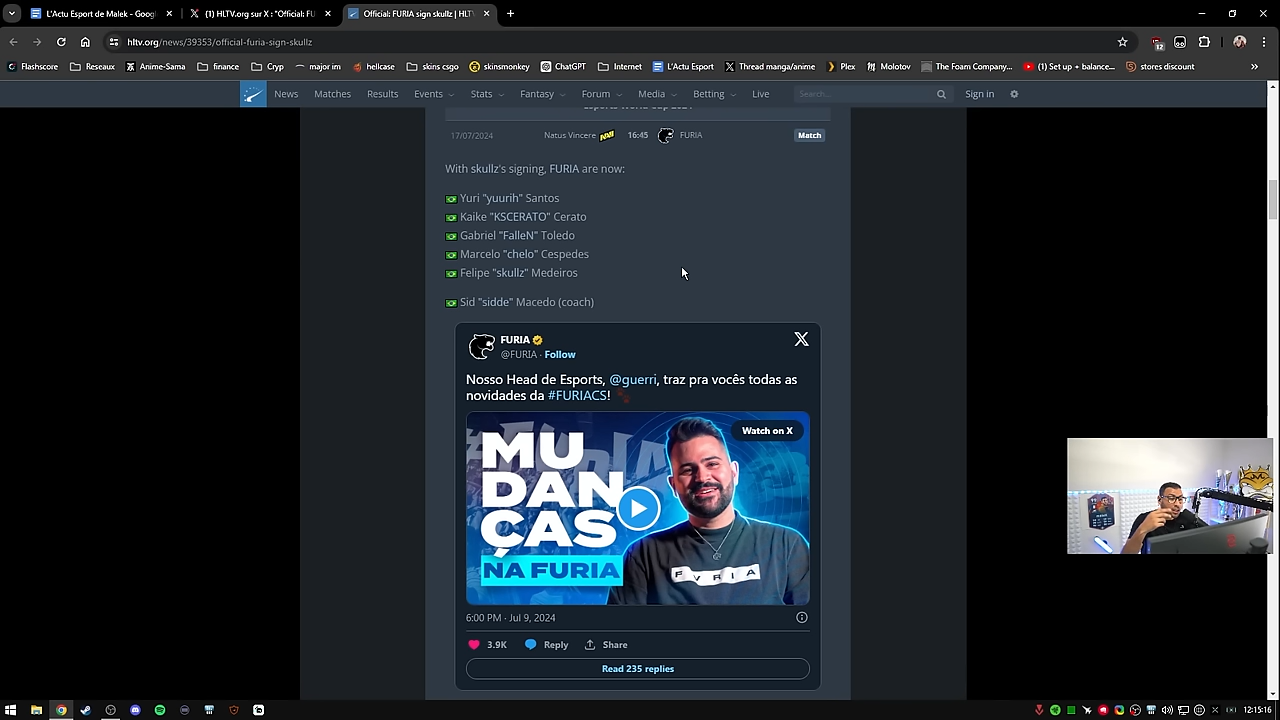 L'Actu Esport de Malek - Googl
(1) HLTV.org sur X : "Official: FU
Official: FURIA sign skullz | HLT
hltv.org/news/39353/official-furia-sign-skullz
12
Flashscore
Reseaux
Anime-Sama
finance
Cryp
major im
hellcase
skins csgo
skinsmonkey
ChatGPT
Internet
L'Actu Esport
Thread manga/anime
Plex
Molotov
The Foam Company...
(1) Set up + balance...
stores discount
News
Matches
Results
Events
Stats
Fantasy
Forum
Media
Betting
Live
Search...
Sign in
17/07/2024
Natus Vincere
16:45
FURIA
Match
With skullz's signing, FURIA are now:
Yuri "yuurih" Santos
Kaike "KSCERATO" Cerato
Gabriel "FalleN" Toledo
Marcelo "chelo" Cespedes
Felipe "skullz" Medeiros
Sid "sidde" Macedo (coach)
FURIA
@FURIA · Follow
Nosso Head de Esports, @guerri, traz pra vocês todas as
novidades da #FURIACS!
Watch on X
MU
DAN
ÇAS
NA FURIA
FVRIA
6:00 PM · Jul 9, 2024
3.9K
Reply
Share
Read 235 replies
12:15:16